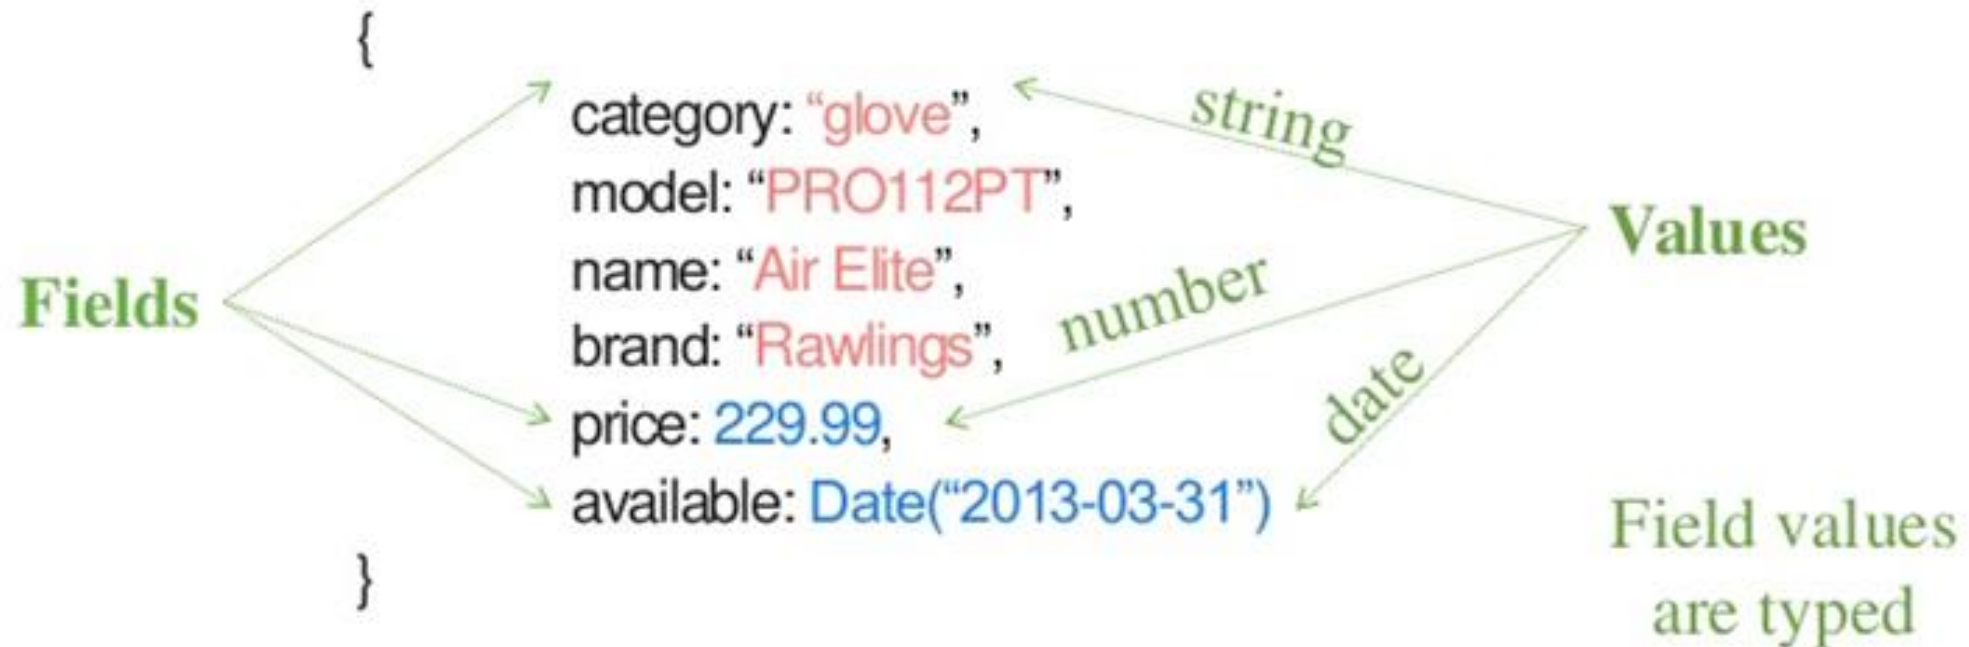 {
category: “glove”,
model: “PRO112PT”,
name: “Air Elite”,
brand: “Rawlings”,
price: 229.99,
available: Date(“2013-03-31”)
}
Fields
string
number
date
Values
Field values
are typed